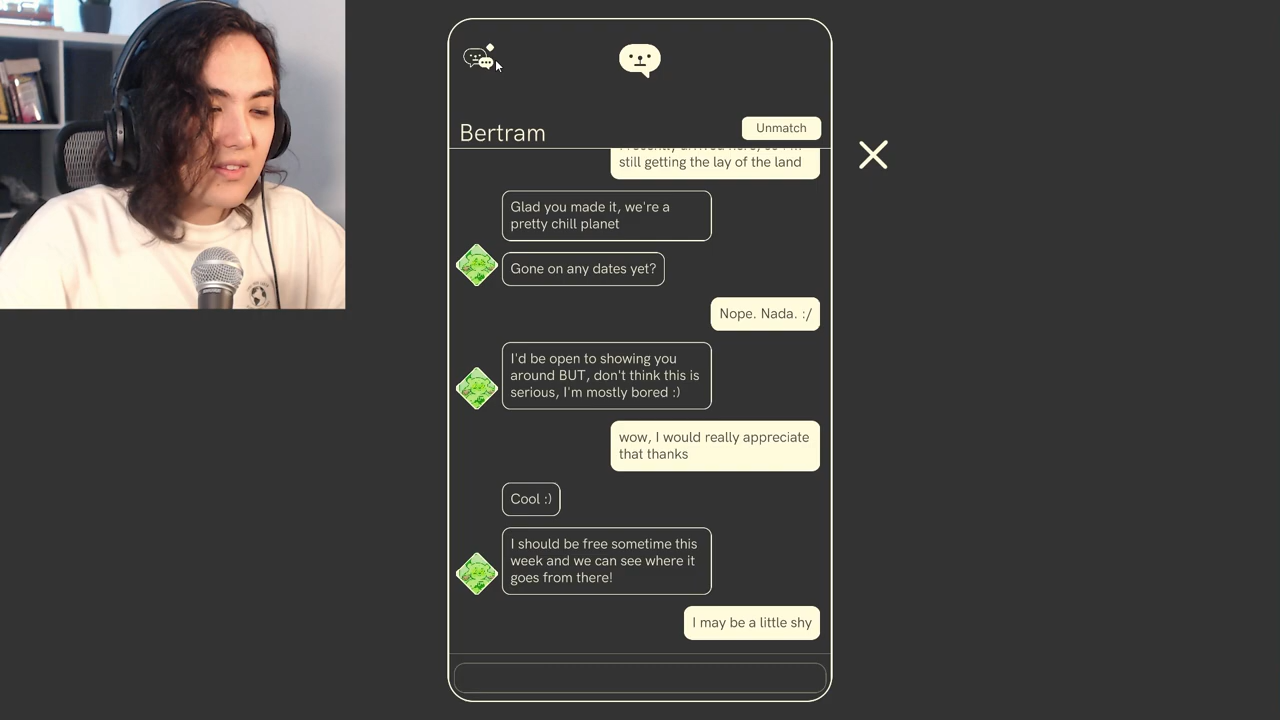 Bertram
Unmatch
still getting the lay of the land
Glad you made it, we're a
pretty chill planet
Gone on any dates yet?
Nope. Nada. :/
I'd be open to showing you
around BUT, don't think this is
serious, I'm mostly bored :)
wow, I would really appreciate
that thanks
Cool :)
I should be free sometime this
week and we can see where it
goes from there!
I may be a little shy